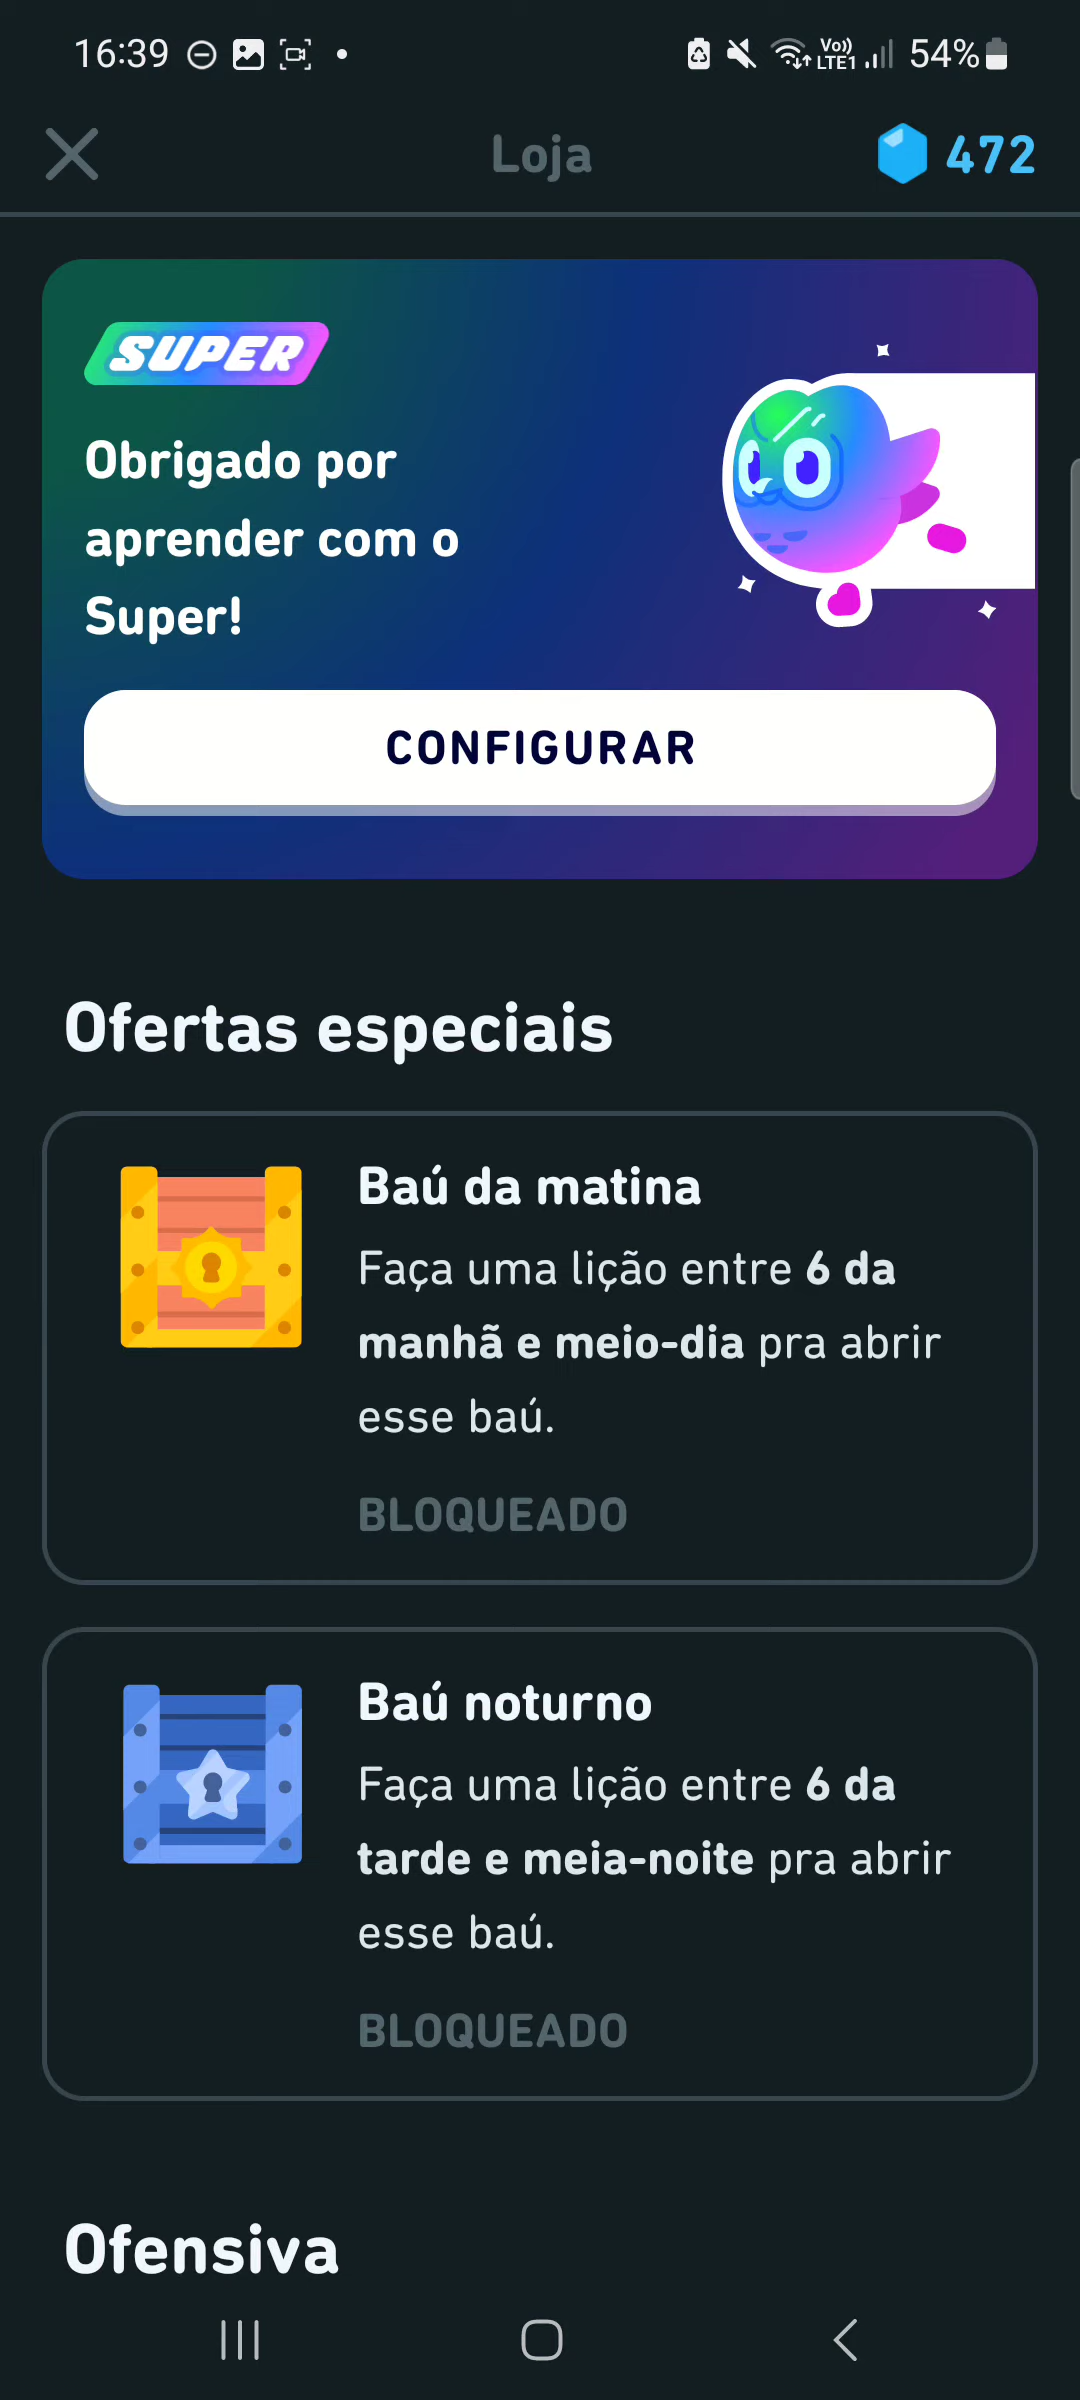 16:39
Vo))
LTE1
54%
Loja
472
SUPER
Obrigado por
aprender com o
Super!
CONFIGURAR
Ofertas especiais
Baú da matina
Faça uma lição entre 6 da
manhã e meio-dia pra abrir
esse baú.
BLOQUEADO
Baú noturno
Faça uma lição entre 6 da
tarde e meia-noite pra abrir
esse baú.
BLOQUEADO
Ofensiva